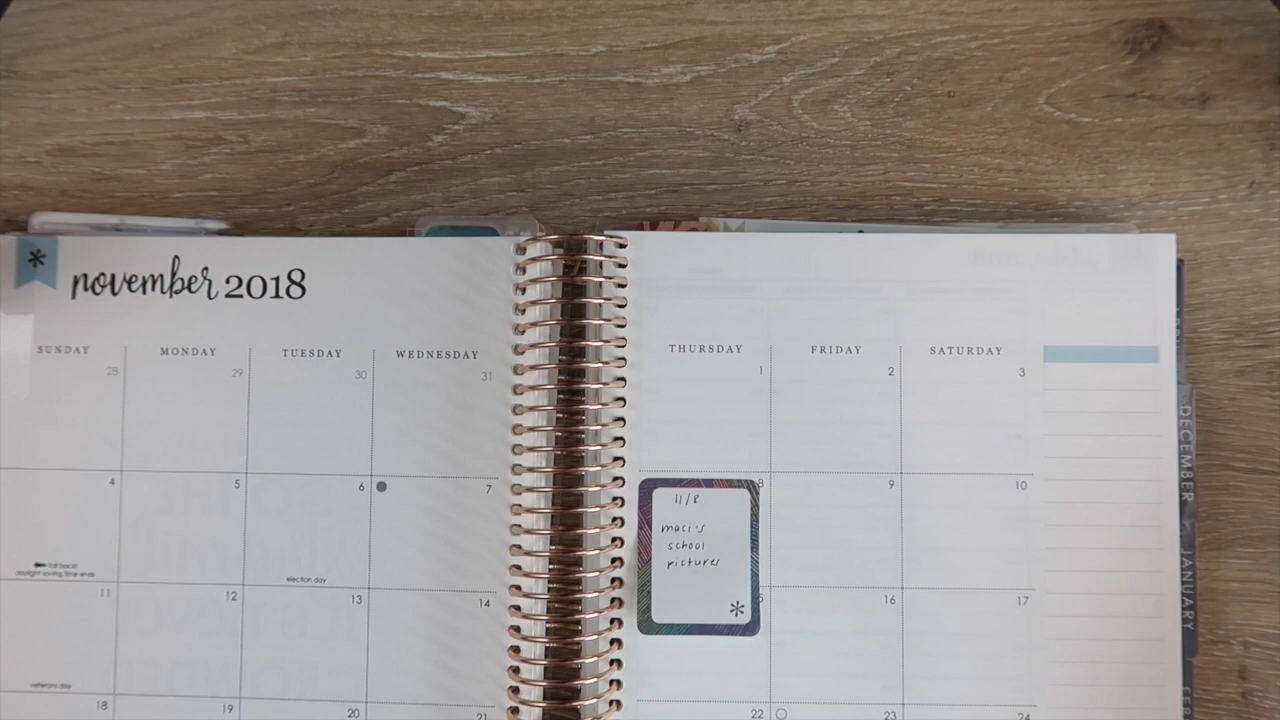 november 2018
SUNDAY MONDAY TUESDAY WEDNESDAY THURSDAY FRIDAY SATURDAY
28 29 30 31 1 2 3
4 5 6 7 8 9 10
11/8
maci's
school
pictures
*
fall back!
daylight saving time ends
election day
11 12 13 14 5 16 17
veterans day
18 19 20 21 22 23 24
DECEMBER
JANUARY